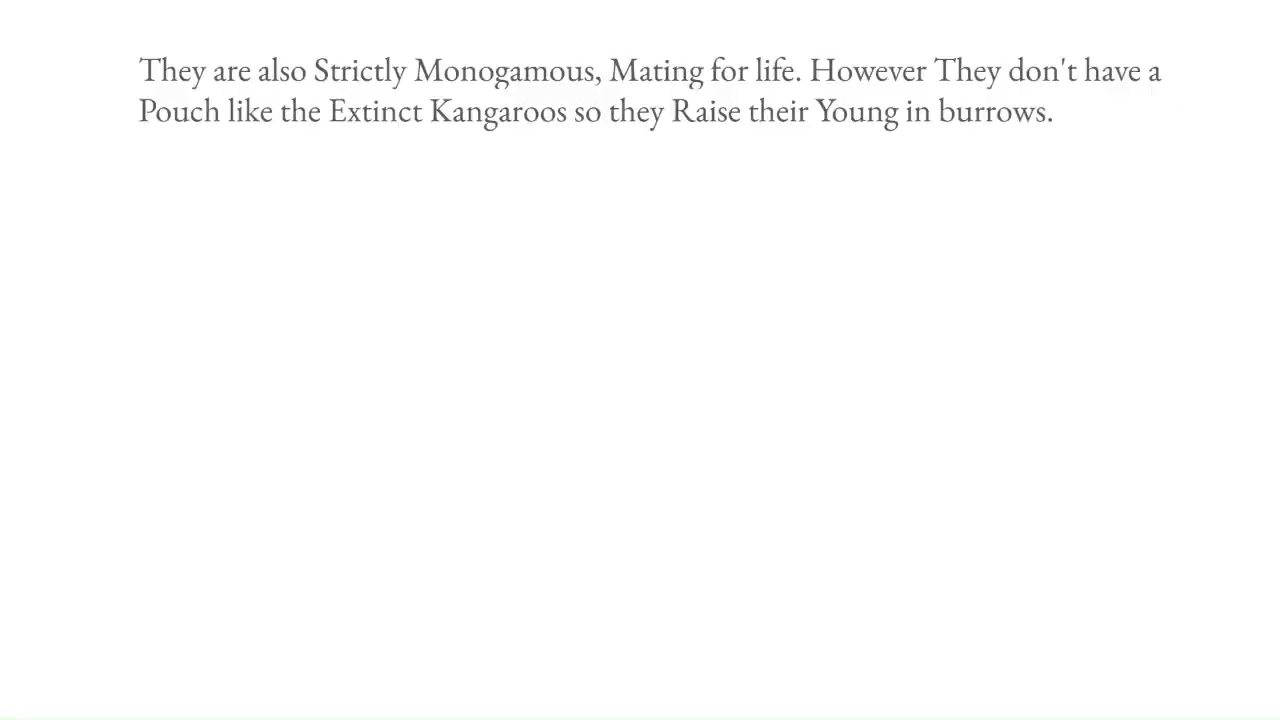 They are also Strictly Monogamous, Mating for life. However They don't have a
Pouch like the Extinct Kangaroos so they Raise their Young in burrows.